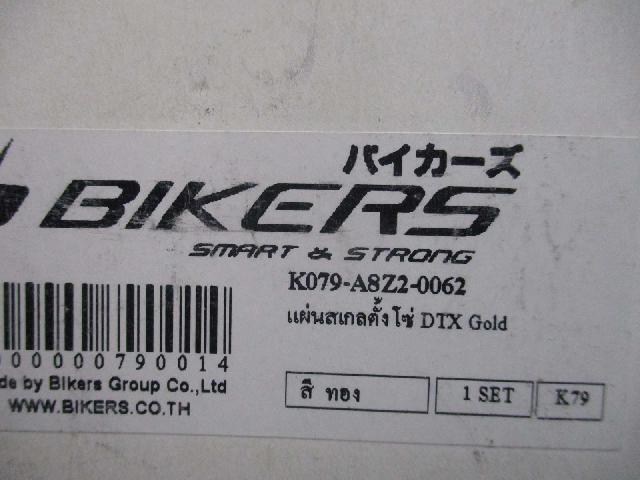 バイカーズ
BIKERS
SMART & STRONG
K079-A8Z2-0062
แผ่นสเกลตั้งโซ่ DTX Gold
0000000790014
by Bikers Group Co.,Ltd
WWW.BIKERS.CO.TH
สี ทอง
1 SET
K79